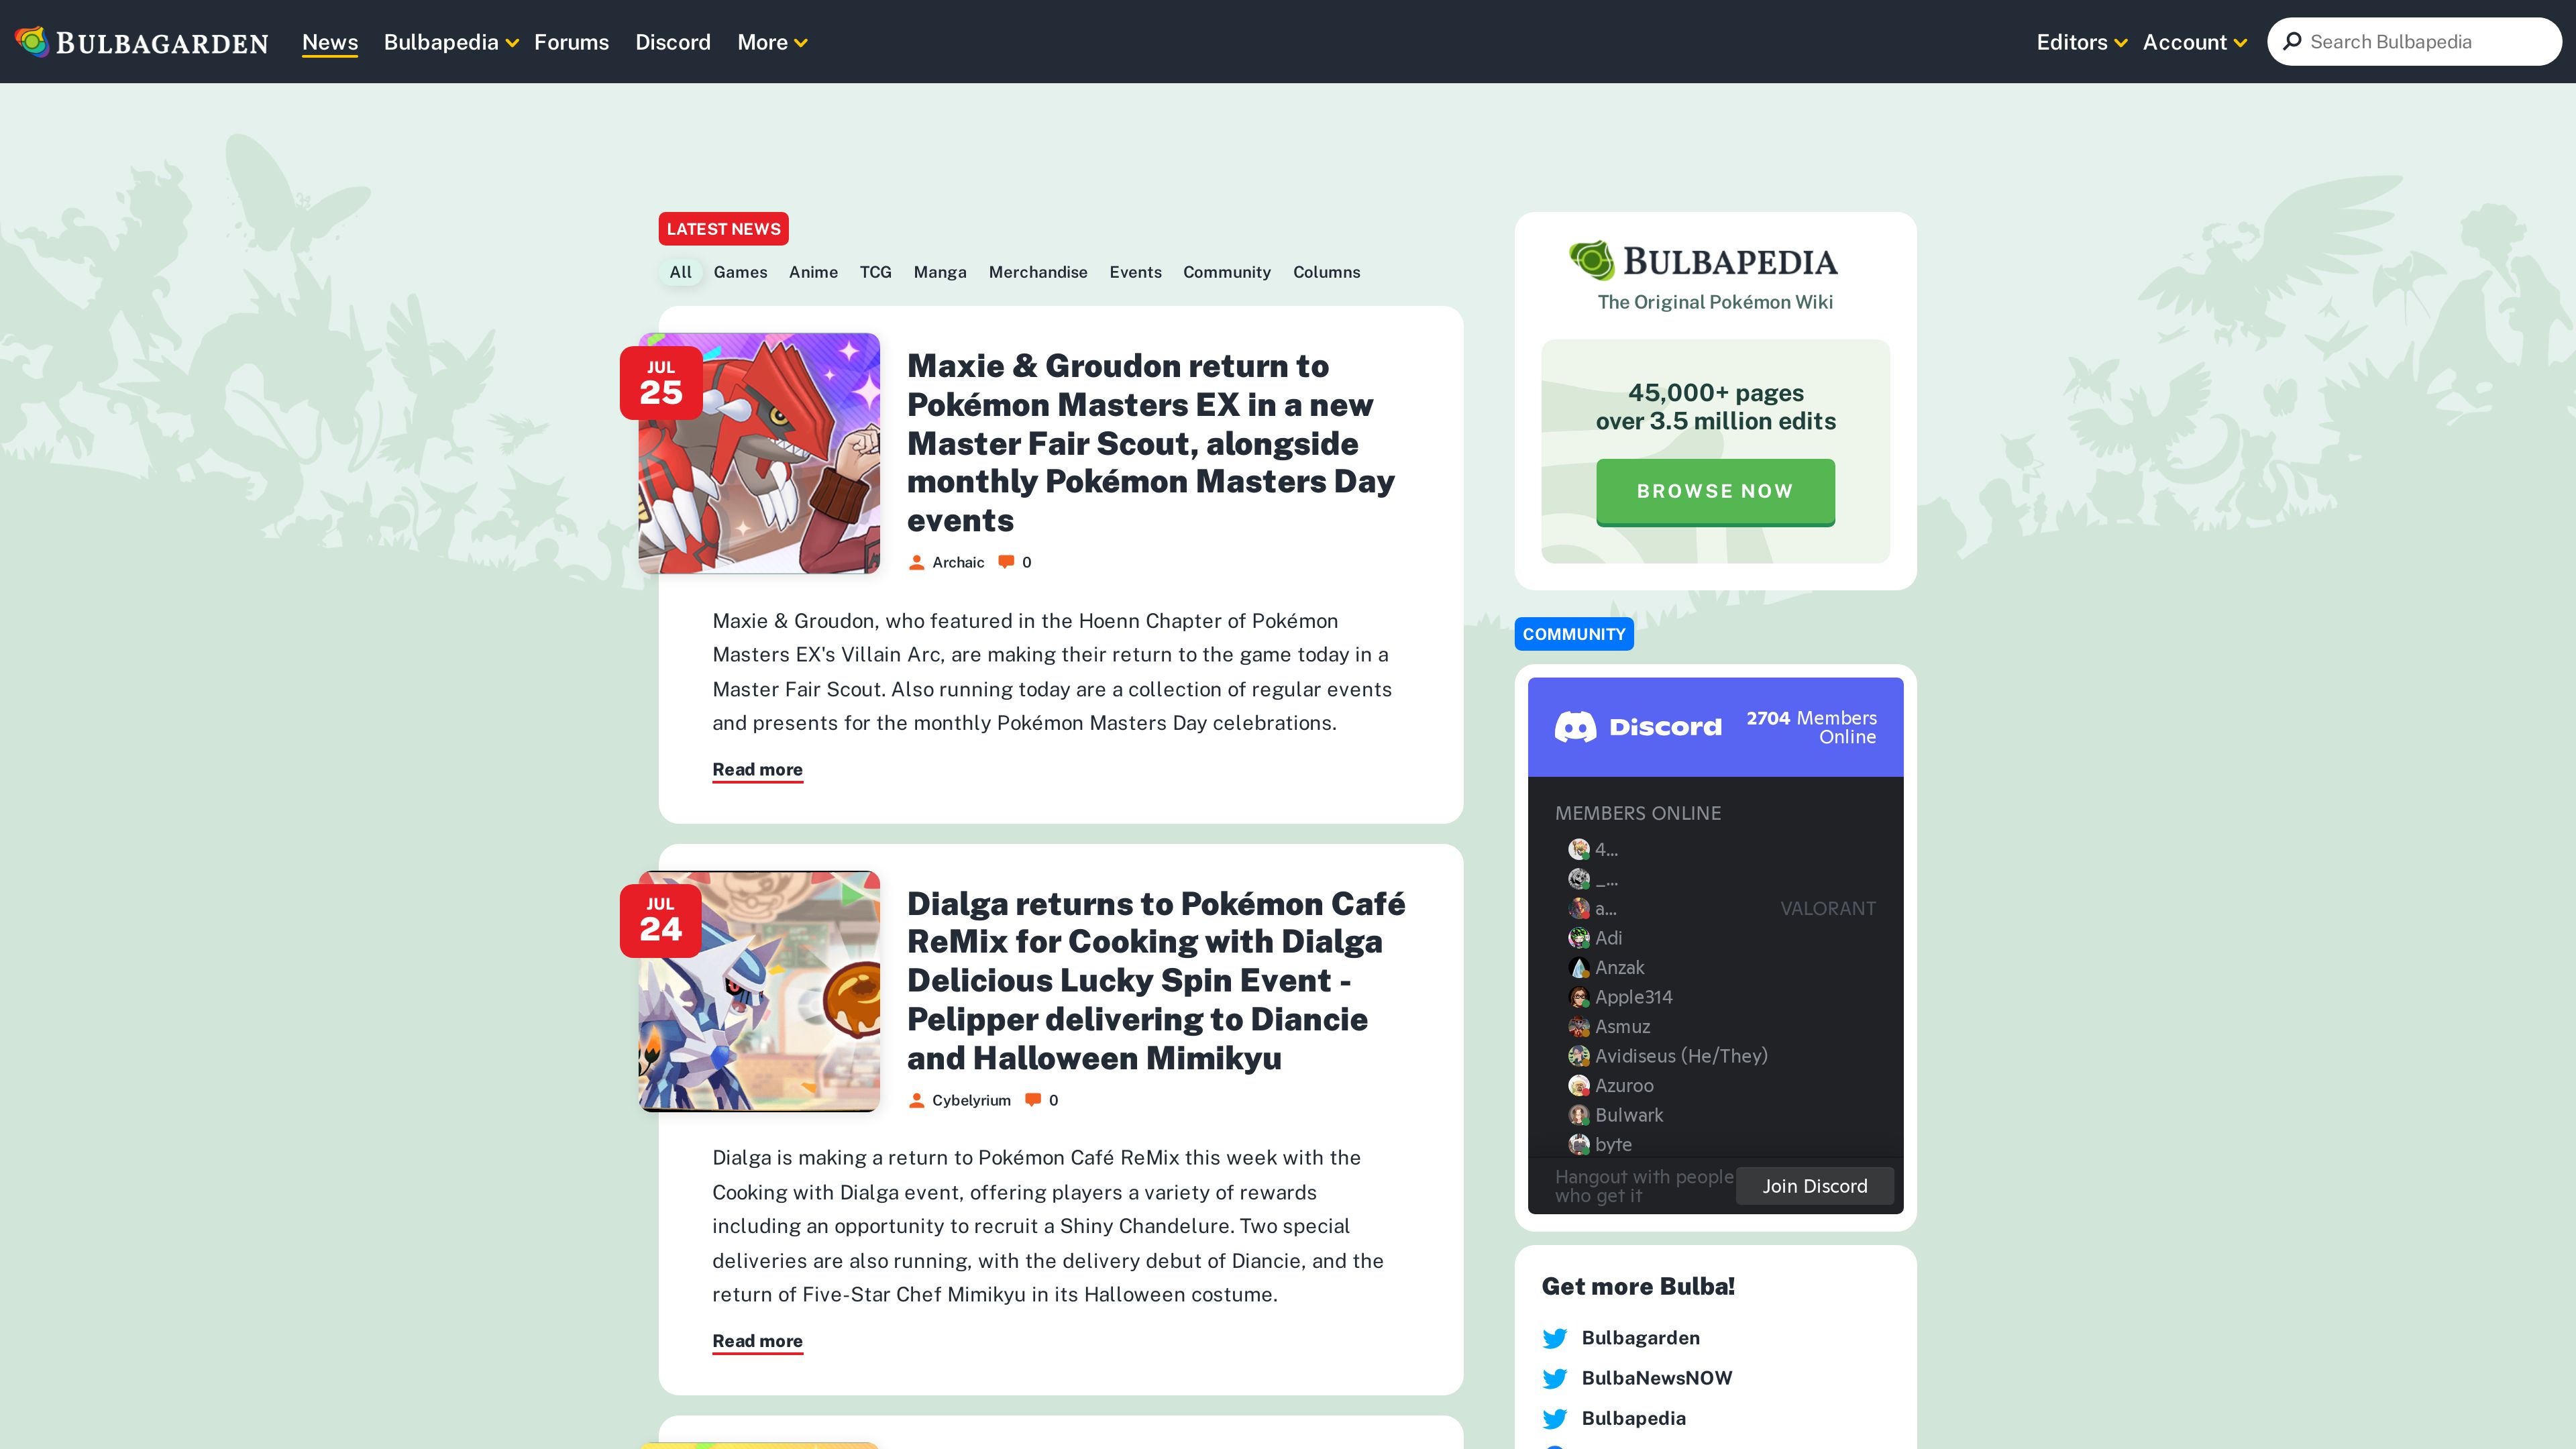 BULBAGARDEN
News
Bulbapedia
Forums
Discord
More
Editors
Account
Search Bulbapedia
LATEST NEWS
All
Games
Anime
TCG
Manga
Merchandise
Events
Community
Columns
JUL
25
Maxie & Groudon return to
Pokémon Masters EX in a new
Master Fair Scout, alongside
monthly Pokémon Masters Day
events
Archaic
0
Maxie & Groudon, who featured in the Hoenn Chapter of Pokémon
Masters EX's Villain Arc, are making their return to the game today in a
Master Fair Scout. Also running today are a collection of regular events
and presents for the monthly Pokémon Masters Day celebrations.
Read more
JUL
24
Dialga returns to Pokémon Café
ReMix for Cooking with Dialga
Delicious Lucky Spin Event -
Pelipper delivering to Diancie
and Halloween Mimikyu
Cybelyrium
0
Dialga is making a return to Pokémon Café ReMix this week with the
Cooking with Dialga event, offering players a variety of rewards
including an opportunity to recruit a Shiny Chandelure. Two special
deliveries are also running, with the delivery debut of Diancie, and the
return of Five-Star Chef Mimikyu in its Halloween costume.
Read more
BULBAPEDIA
The Original Pokémon Wiki
45,000+ pages
over 3.5 million edits
BROWSE NOW
COMMUNITY
Discord
2704 Members
Online
MEMBERS ONLINE
4...
_...
a...
VALORANT
Adi
Anzak
Apple314
Asmuz
Avidiseus (He/They)
Azuroo
Bulwark
byte
Hangout with people
who get it
Join Discord
Get more Bulba!
Bulbagarden
BulbaNewsNOW
Bulbapedia